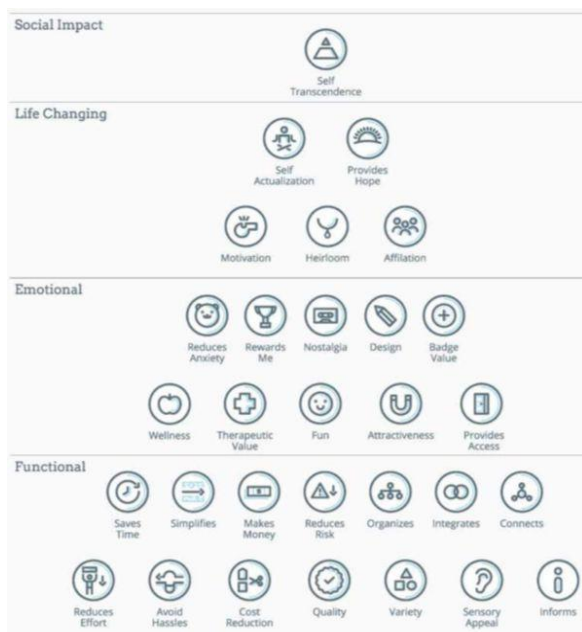 Social Impact
Self
Transcendence
Life Changing
Self
Actualization
Provides
Hope
Motivation
Heirloom
Affilation
Emotional
Reduces
Anxiety
Rewards
Me
Nostalgia
Design
Badge
Value
Wellness
Therapeutic
Value
Fun
Attractiveness
Provides
Access
Functional
Saves
Time
Simplifies
Makes
Money
Reduces
Risk
Organizes
Integrates
Connects
Reduces
Effort
Avoid
Hassles
Cost
Reduction
Quality
Variety
Sensory
Appeal
Informs